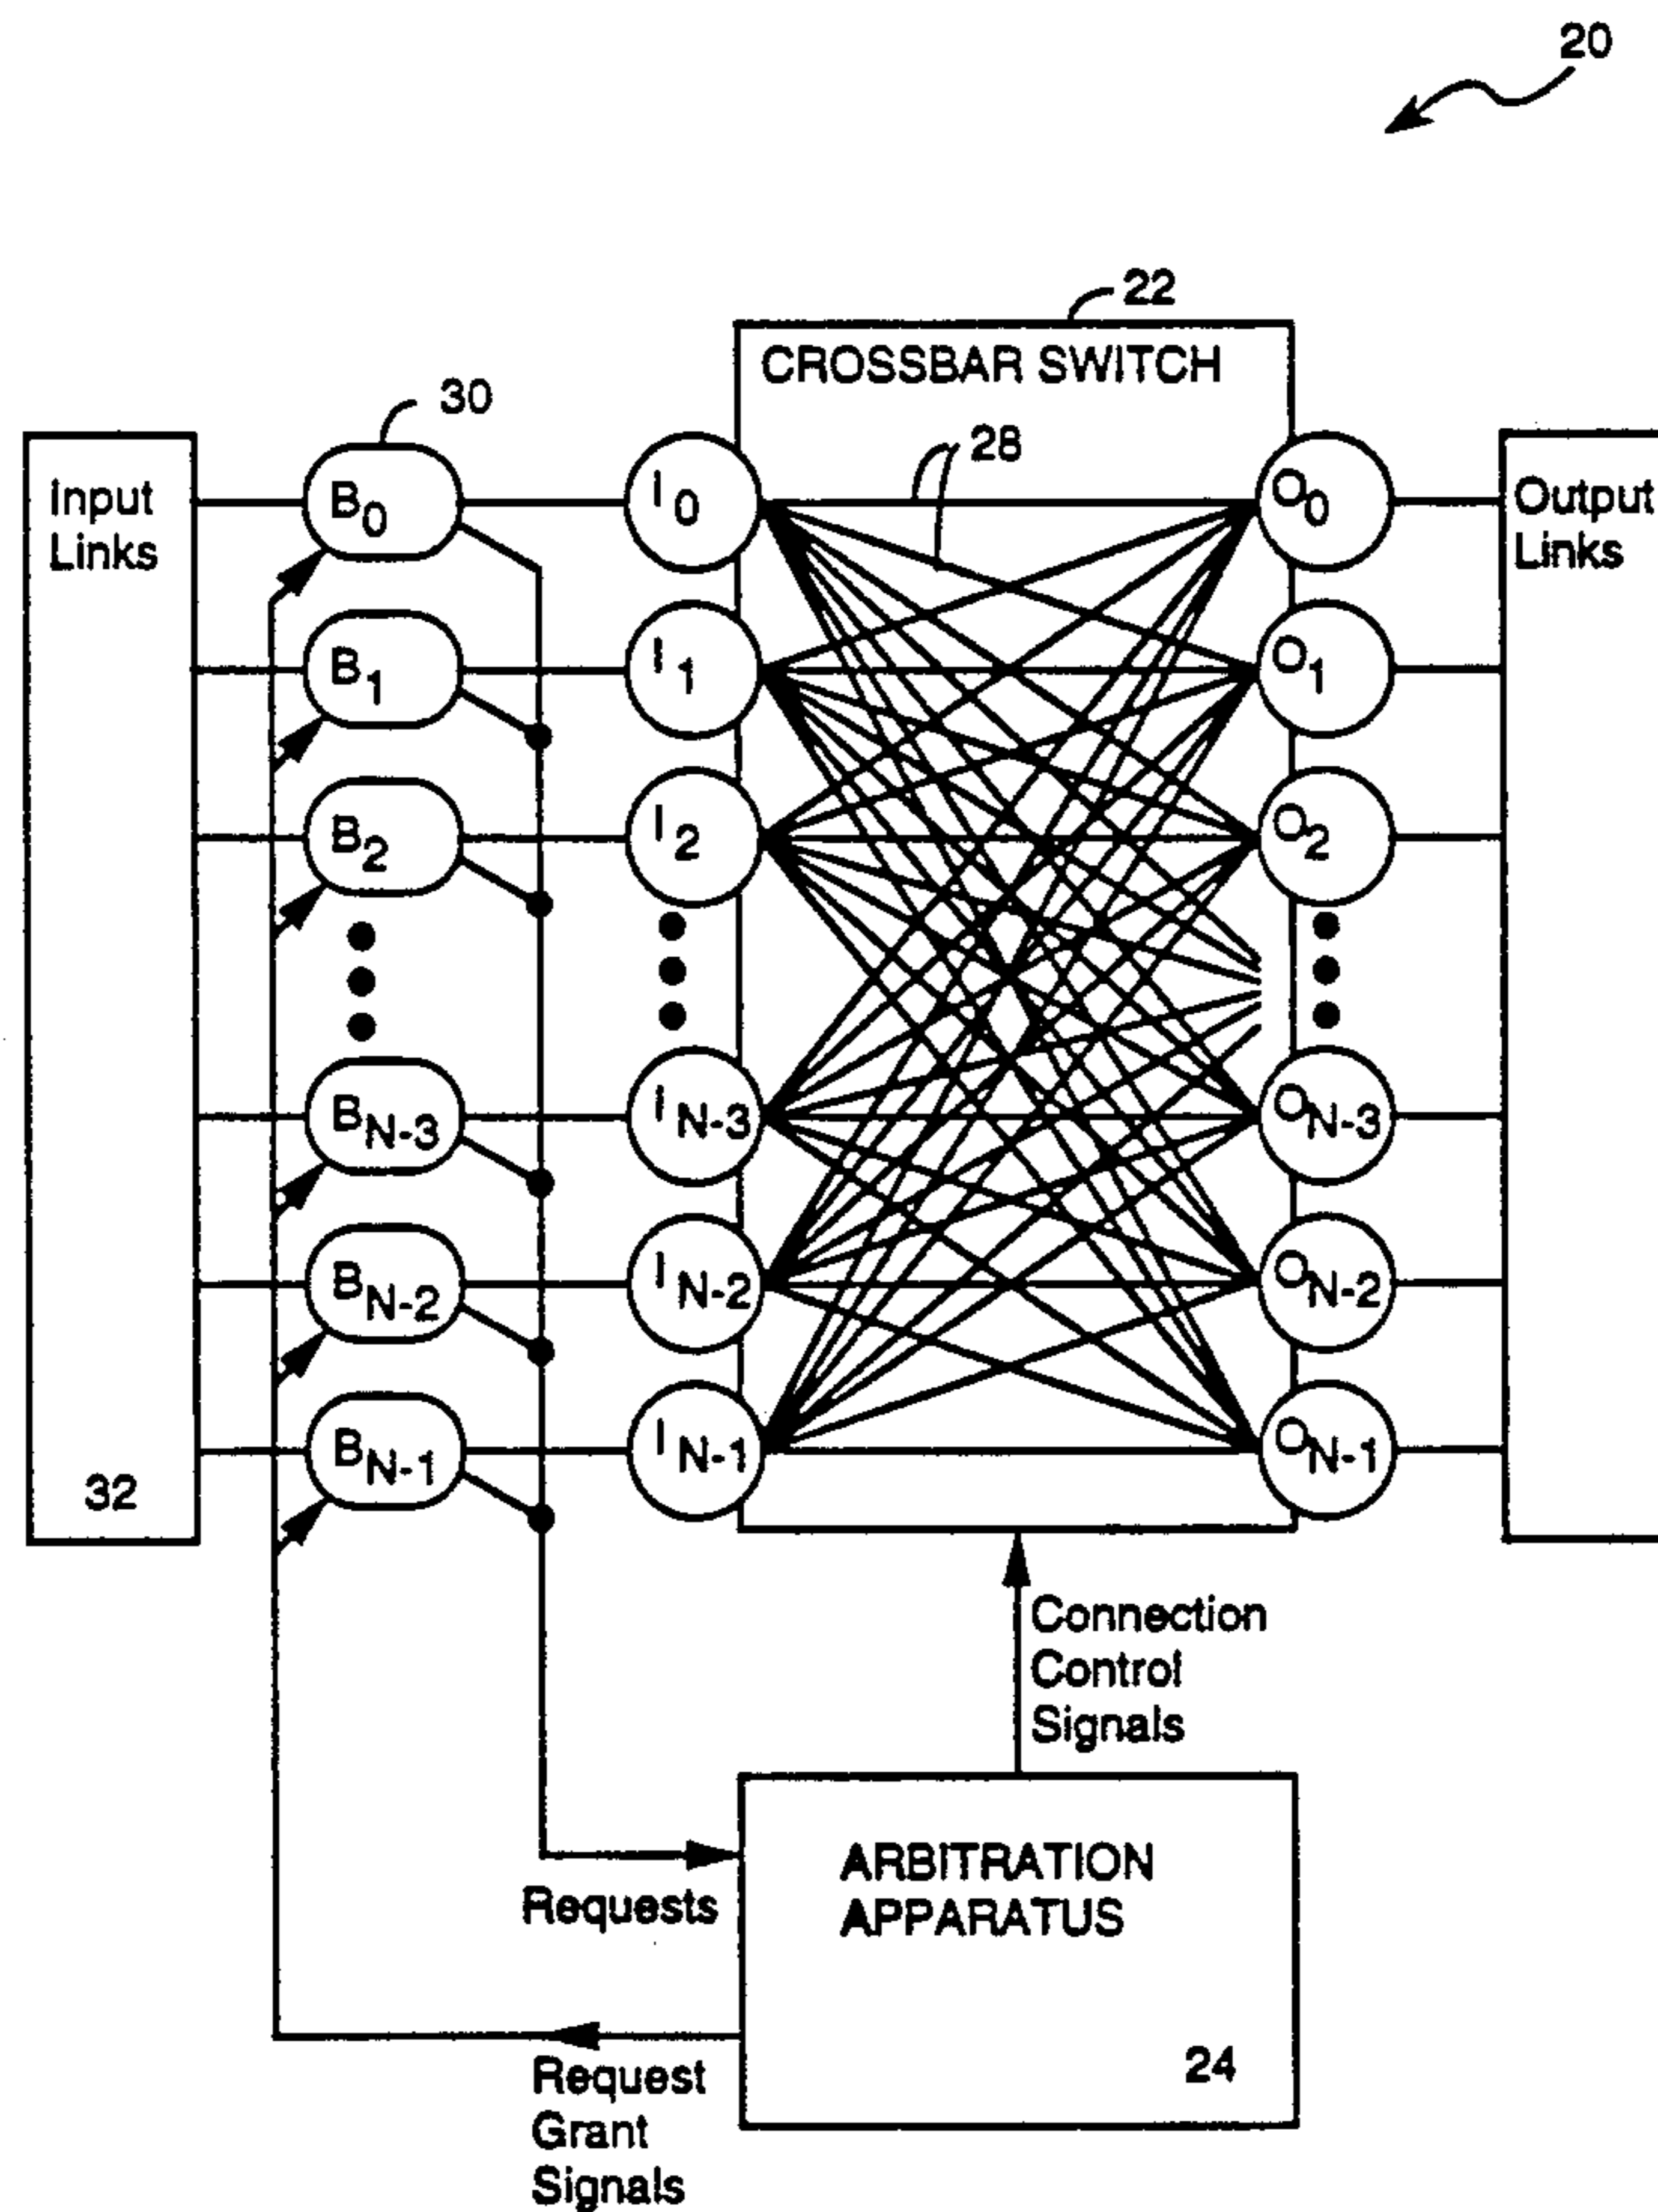 20
22
CROSSBAR SWITCH
30
28
Input
Links
B0
I0
O0
Output
Links
B1
I1
O1
B2
I2
O2
BN-3
IN-3
ON-3
BN-2
IN-2
ON-2
BN-1
IN-1
ON-1
32
Connection
Control
Signals
ARBITRATION
APPARATUS
Requests
24
Request
Grant
Signals